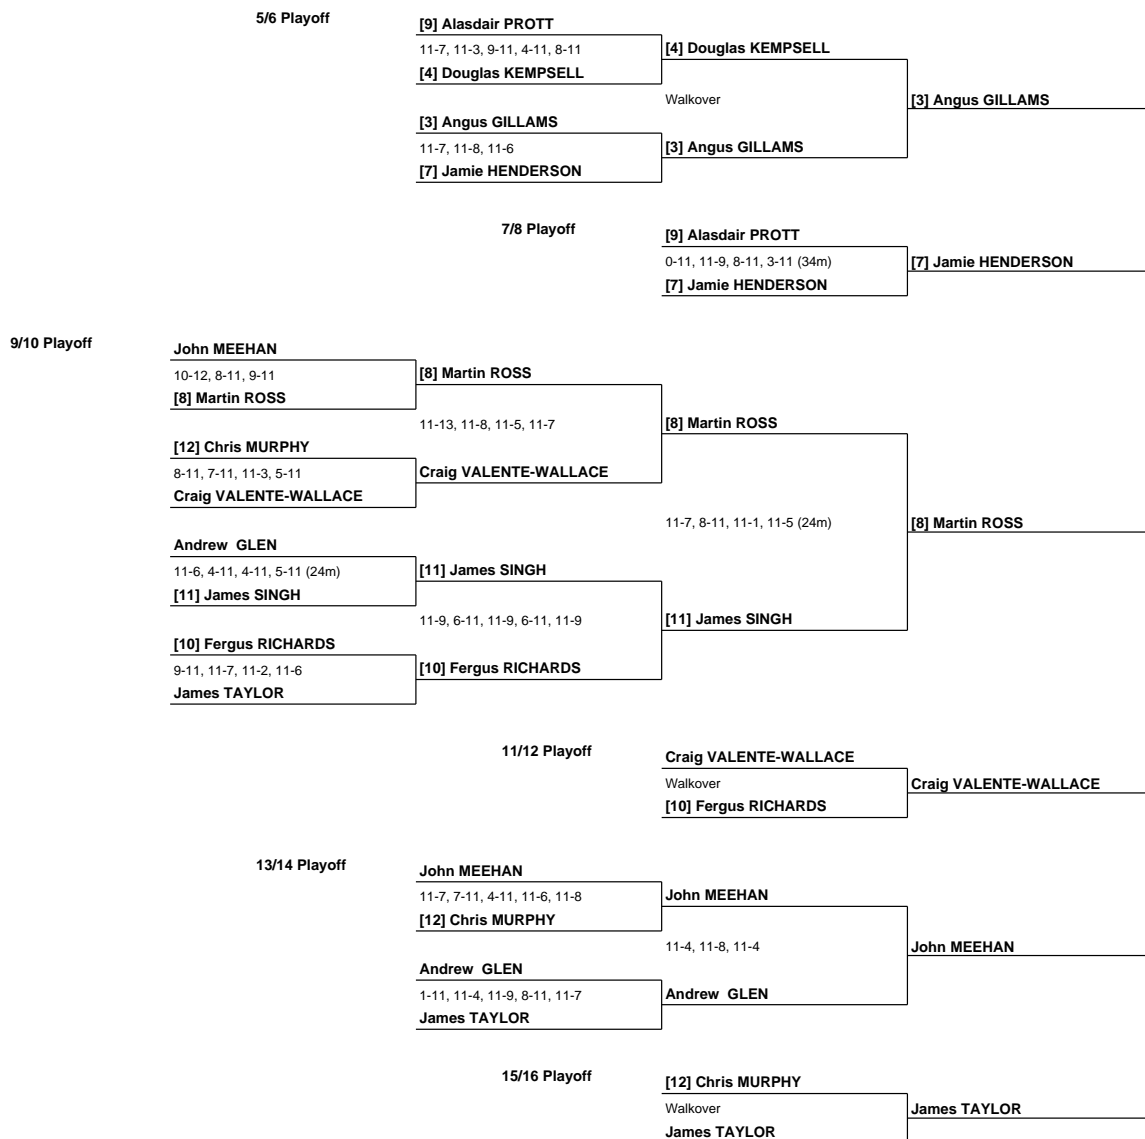 5/6 Playoff
[9] Alasdair PROTT
11-7, 11-3, 9-11, 4-11, 8-11
[4] Douglas KEMPSELL
[4] Douglas KEMPSELL
Walkover
[3] Angus GILLAMS
[3] Angus GILLAMS
11-7, 11-8, 11-6
[3] Angus GILLAMS
[7] Jamie HENDERSON
7/8 Playoff
[9] Alasdair PROTT
0-11, 11-9, 8-11, 3-11 (34m)
[7] Jamie HENDERSON
[7] Jamie HENDERSON
9/10 Playoff
John MEEHAN
10-12, 8-11, 9-11
[8] Martin ROSS
[8] Martin ROSS
11-13, 11-8, 11-5, 11-7
[8] Martin ROSS
[12] Chris MURPHY
8-11, 7-11, 11-3, 5-11
Craig VALENTE-WALLACE
Craig VALENTE-WALLACE
11-7, 8-11, 11-1, 11-5 (24m)
[8] Martin ROSS
Andrew GLEN
11-6, 4-11, 4-11, 5-11 (24m)
[11] James SINGH
[11] James SINGH
11-9, 6-11, 11-9, 6-11, 11-9
[11] James SINGH
[10] Fergus RICHARDS
9-11, 11-7, 11-2, 11-6
[10] Fergus RICHARDS
James TAYLOR
11/12 Playoff
Craig VALENTE-WALLACE
Walkover
Craig VALENTE-WALLACE
[10] Fergus RICHARDS
13/14 Playoff
John MEEHAN
11-7, 7-11, 4-11, 11-6, 11-8
John MEEHAN
[12] Chris MURPHY
11-4, 11-8, 11-4
John MEEHAN
Andrew GLEN
1-11, 11-4, 11-9, 8-11, 11-7
Andrew GLEN
James TAYLOR
15/16 Playoff
[12] Chris MURPHY
Walkover
James TAYLOR
James TAYLOR